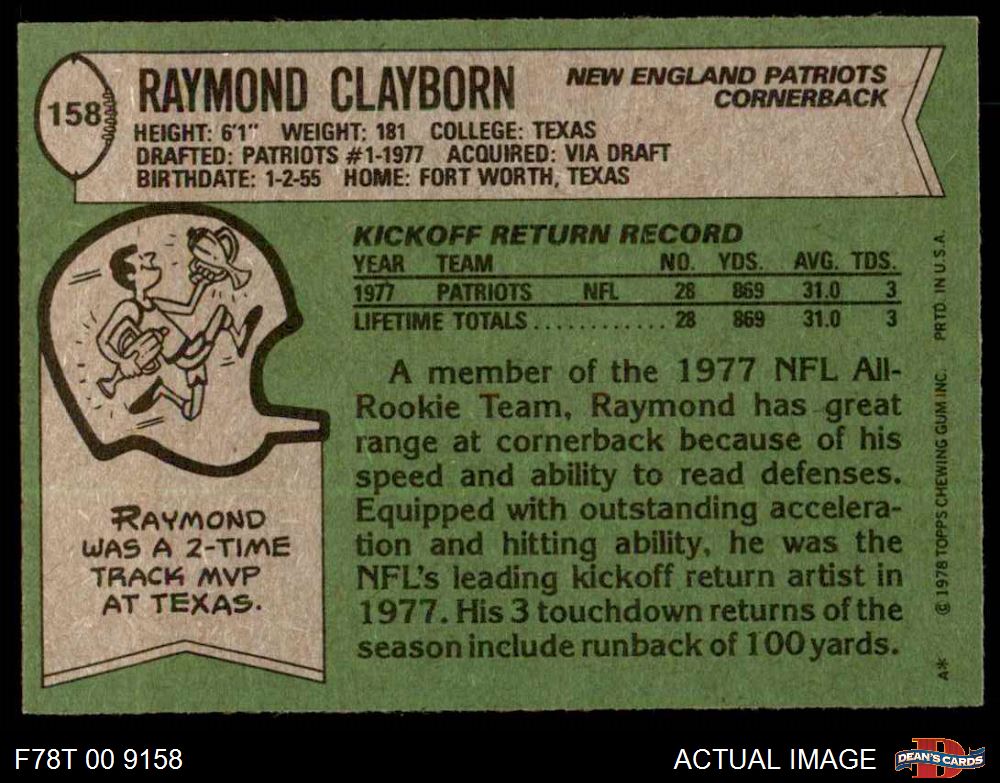 158
RAYMOND CLAYBORN
NEW ENGLAND PATRIOTS
CORNERBACK
HEIGHT: 6'1" WEIGHT: 181 COLLEGE: TEXAS
DRAFTED: PATRIOTS #1-1977 ACQUIRED: VIA DRAFT
BIRTHDATE: 1-2-55 HOME: FORT WORTH, TEXAS
KICKOFF RETURN RECORD
YEAR TEAM NO. YDS. AVG. TDS.
1977 PATRIOTS NFL 28 869 31.0 3
LIFETIME TOTALS............ 28 869 31.0 3
A member of the 1977 NFL All-
Rookie Team, Raymond has great
range at cornerback because of his
speed and ability to read defenses.
Equipped with outstanding accelera-
tion and hitting ability, he was the
NFL's leading kickoff return artist in
1977. His 3 touchdown returns of the
season include runback of 100 yards.
RAYMOND
WAS A 2-TIME
TRACK MVP
AT TEXAS.
A* © 1978 TOPPS CHEWING GUM INC. PRTD. IN U.S.A.
F78T 00 9158
ACTUAL IMAGE
D
DEAN'S CARDS